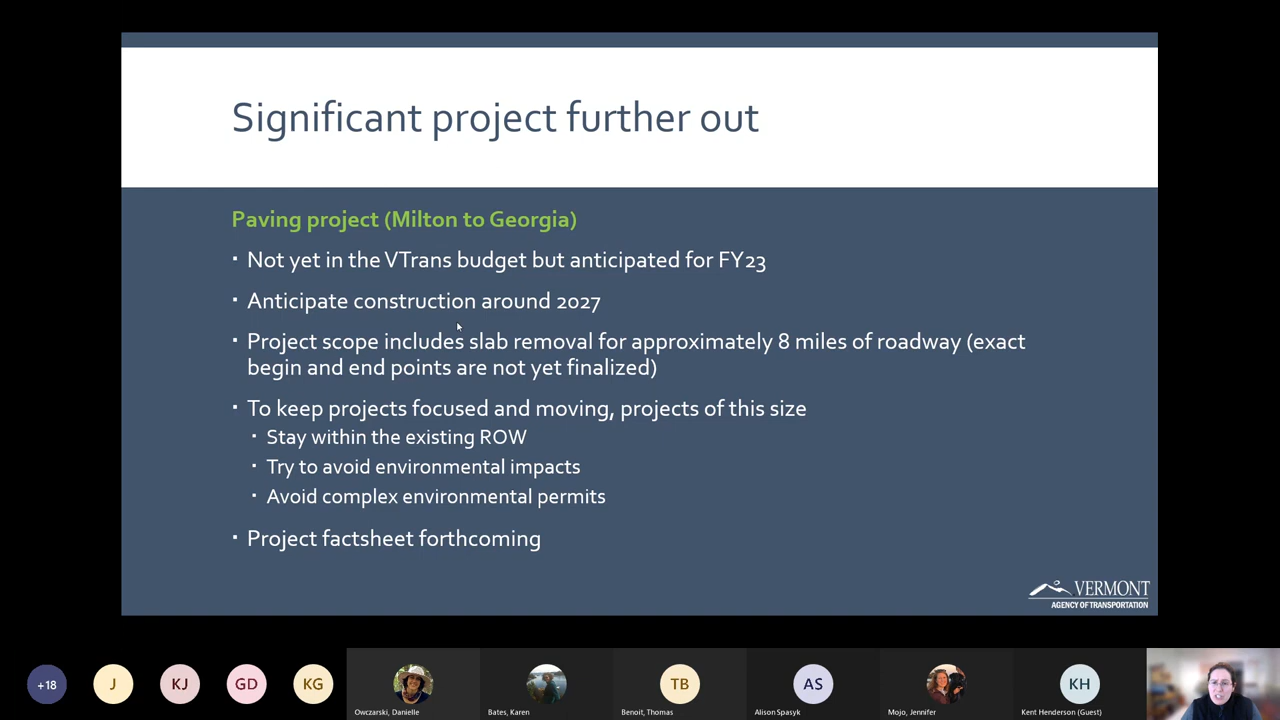 Significant project further out
Paving project (Milton to Georgia)
▪ Not yet in the VTrans budget but anticipated for FY23
▪ Anticipate construction around 2027
▪ Project scope includes slab removal for approximately 8 miles of roadway (exact
begin and end points are not yet finalized)
▪ To keep projects focused and moving, projects of this size
▪ Stay within the existing ROW
▪ Try to avoid environmental impacts
▪ Avoid complex environmental permits
▪ Project factsheet forthcoming
VERMONT
AGENCY OF TRANSPORTATION
+18
J
KJ
GD
KG
TB
AS
KH
Owczarski, Danielle
Bates, Karen
Benoit, Thomas
Alison Spasyk
Mojo, Jennifer
Kent Henderson (Guest)